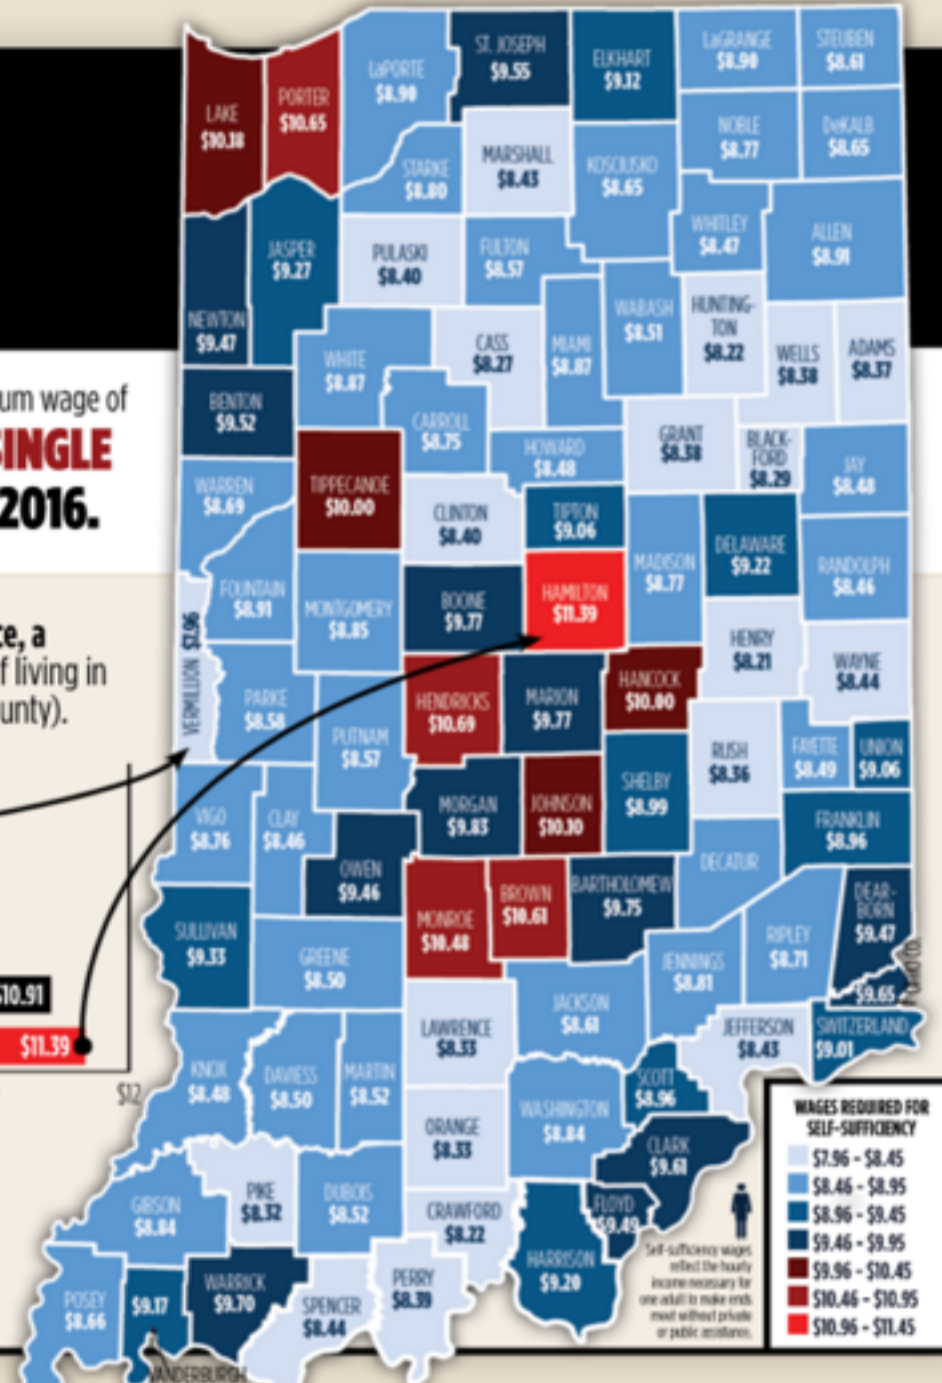 ST. JOSEPH
$9.55
ELKHART
$9.12
LaGRANGE
$8.90
STEUBEN
$8.61
LaPORTE
$8.90
LAKE
$10.18
PORTER
$10.65
NOBLE
$8.77
DeKALB
$8.65
STARKE
$8.80
MARSHALL
$8.43
KOSCIUSKO
$8.65
JASPER
$9.27
PULASKI
$8.40
FULTON
$8.57
WHITLEY
$8.47
ALLEN
$8.91
NEWTON
$9.47
WHITE
$8.87
CASS
$8.27
MIAMI
$8.87
WABASH
$8.51
HUNTING-
TON
$8.22
WELLS
$8.38
ADAMS
$8.37
um wage of
SINGLE
2016.
BENTON
$9.52
CARROLL
$8.75
HOWARD
$8.48
GRANT
$8.38
BLACK-
FORD
$8.29
JAY
$8.48
WARREN
$8.69
TIPPECANOE
$10.00
CLINTON
$8.40
TIPTON
$9.06
MADISON
$8.77
DELAWARE
$9.22
RANDOLPH
$8.46
FOUNTAIN
$8.91
MONTGOMERY
$8.85
BOONE
$9.77
HAMILTON
$11.39
HENRY
$8.21
WAYNE
$8.44
ce, a
f living in
unty).
VERMILLION $7.96
PARKE
$8.58
PUTNAM
$8.57
HENDRICKS
$10.69
MARION
$9.77
HANCOCK
$10.00
RUSH
$8.36
FAYETTE
$8.49
UNION
$9.06
VIGO
$8.76
CLAY
$8.46
MORGAN
$9.83
JOHNSON
$10.10
SHELBY
$8.99
FRANKLIN
$8.96
OWEN
$9.46
DECATUR
SULLIVAN
$9.33
GREENE
$8.50
MONROE
$10.48
BROWN
$10.61
BARTHOLOMEW
$9.75
JENNINGS
$8.81
RIPLEY
$8.71
DEAR-
BORN
$9.47
$9.65
$10.91
$11.39
$12
KNOX
$8.48
DAVIESS
$8.50
MARTIN
$8.52
LAWRENCE
$8.33
JACKSON
$8.61
JEFFERSON
$8.43
SWITZERLAND
$9.01
ORANGE
$8.33
WASHINGTON
$8.84
SCOTT
$8.96
CLARK
$9.61
FLOYD
$9.49
GIBSON
$8.84
PIKE
$8.32
DUBOIS
$8.52
CRAWFORD
$8.22
HARRISON
$9.20
POSEY
$8.66
$9.17
VANDERBURGH
WARRICK
$9.70
SPENCER
$8.44
PERRY
$8.39
Self-sufficiency wages
reflect the hourly
income necessary for
one adult to make ends
meet without private
or public assistance.
WAGES REQUIRED FOR
SELF-SUFFICIENCY
$7.96 - $8.45
$8.46 - $8.95
$8.96 - $9.45
$9.46 - $9.95
$9.96 - $10.45
$10.46 - $10.95
$10.96 - $11.45